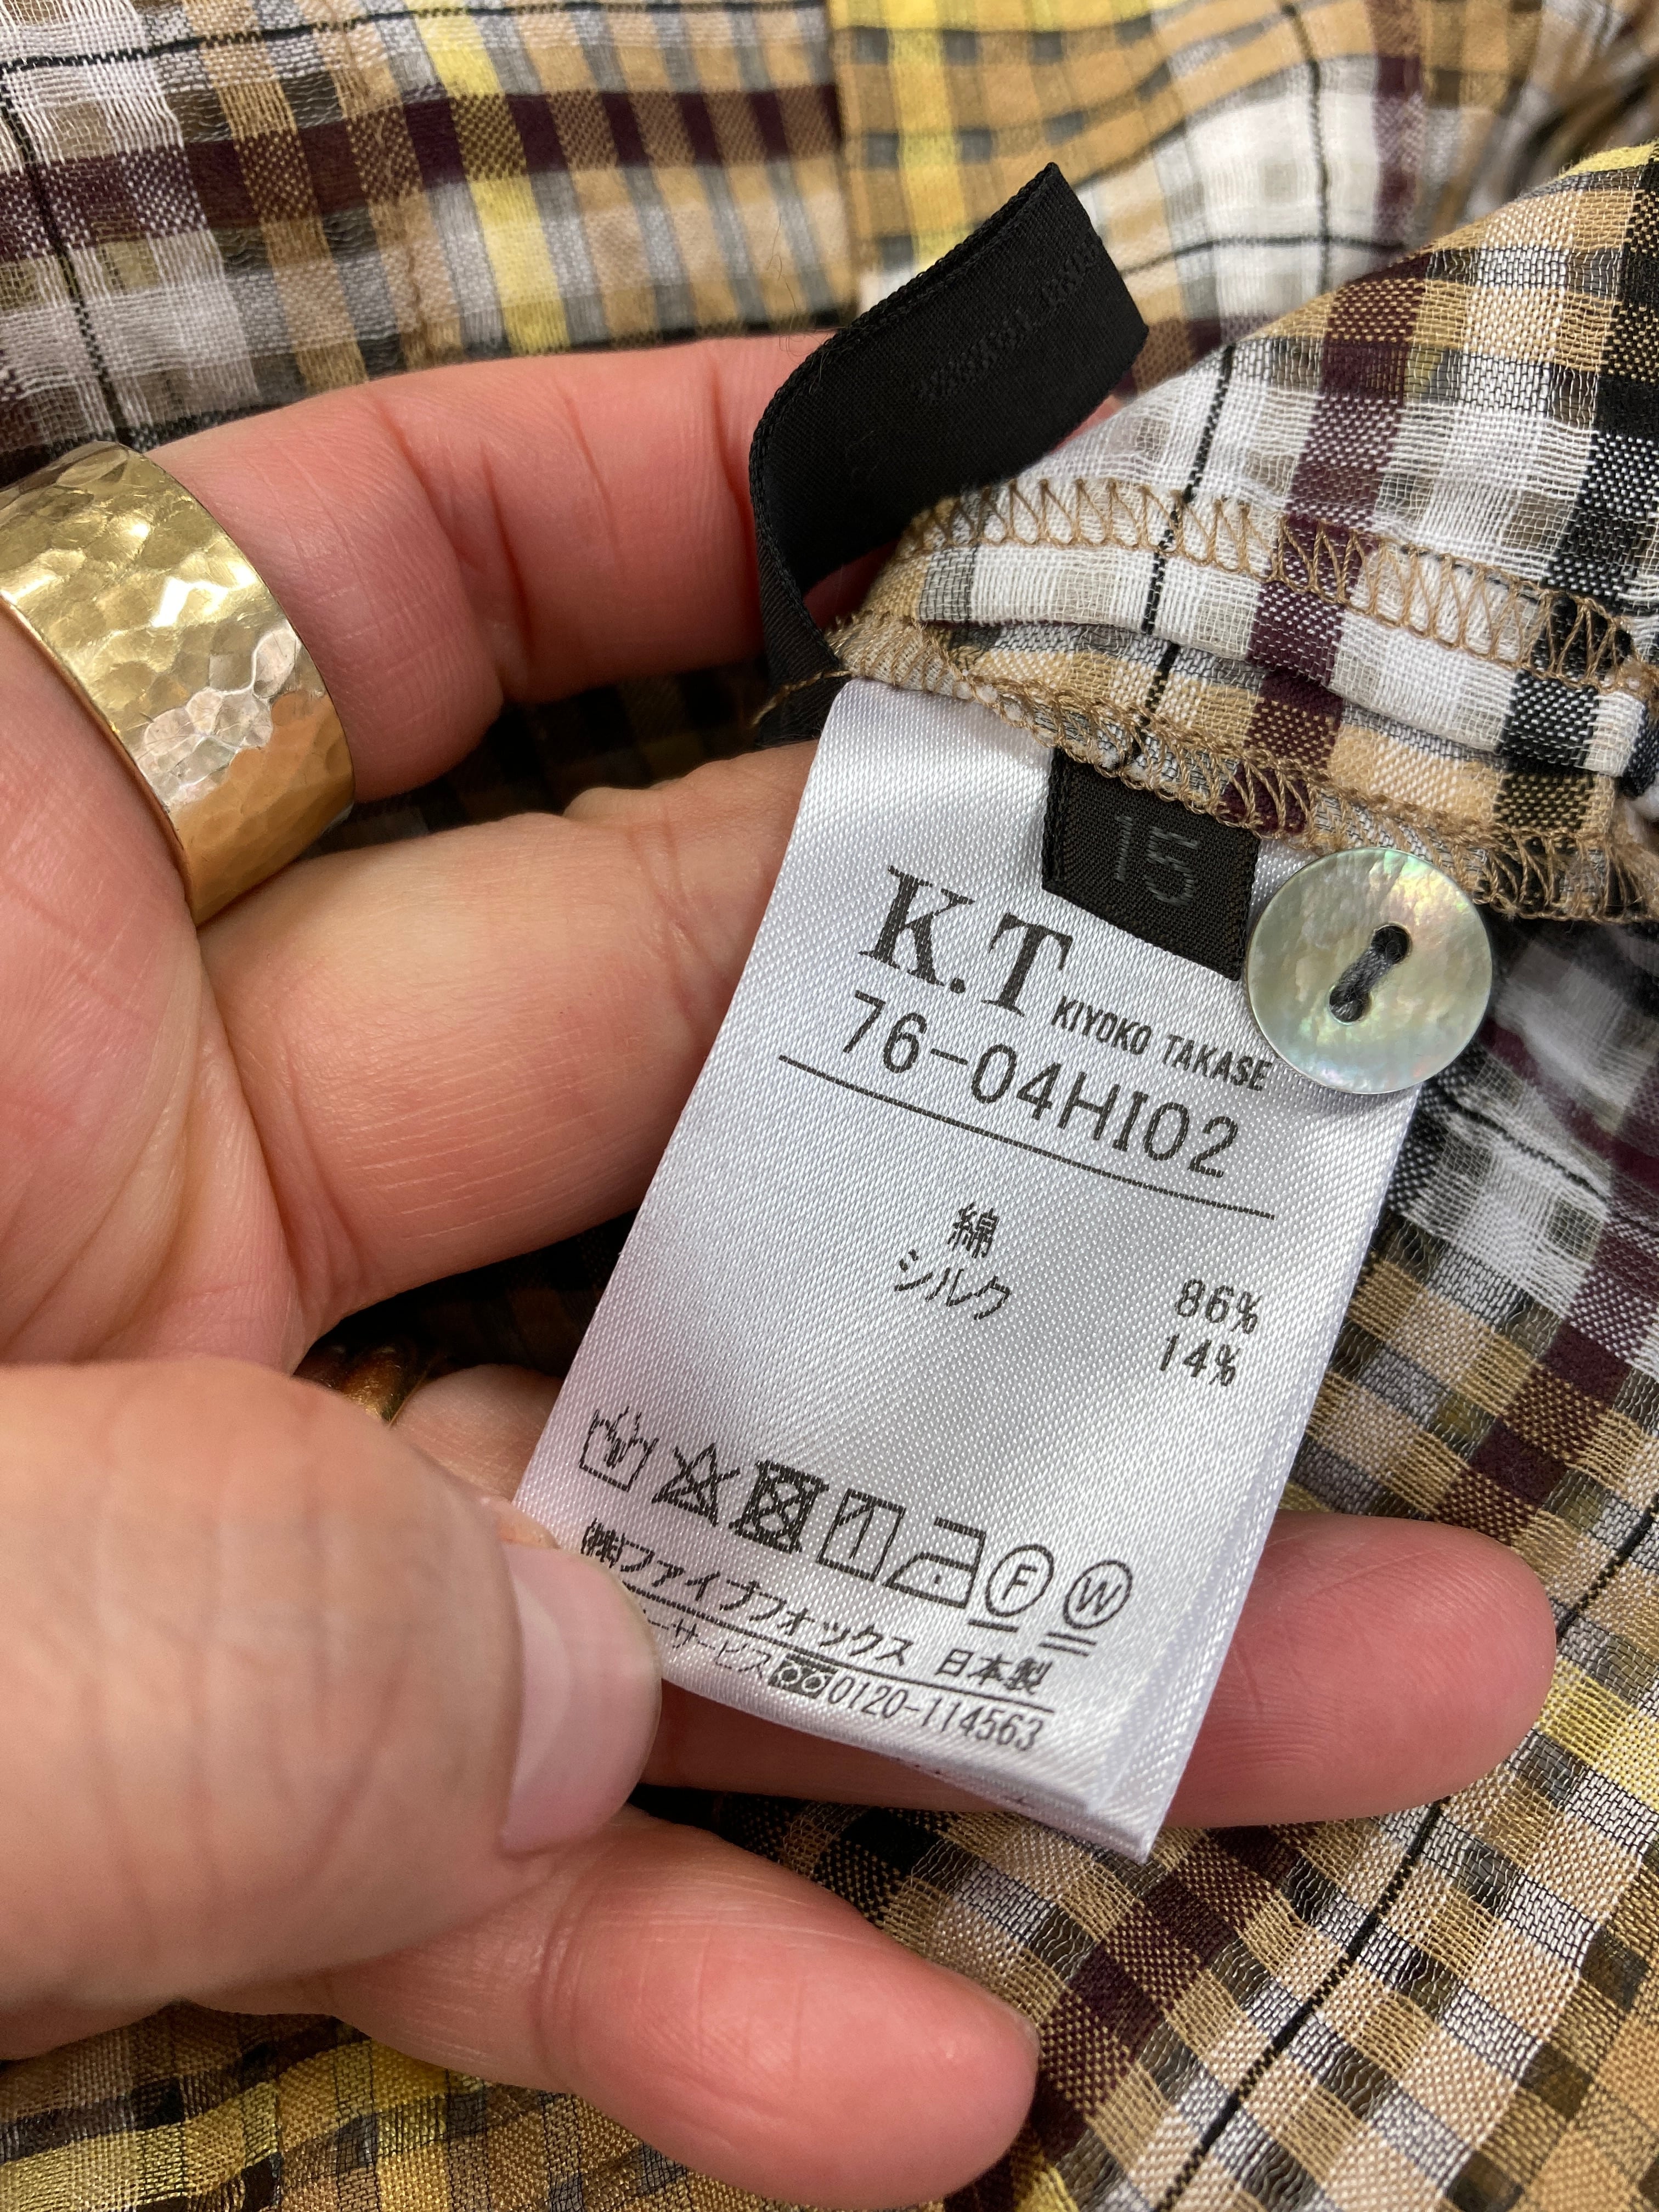 15
K.T KIYOKO TAKASE
76-04HI02
綿 86%
シルク 14%
F W
(株)ファイブフォックス 日本製
ーサービス 0120-114563